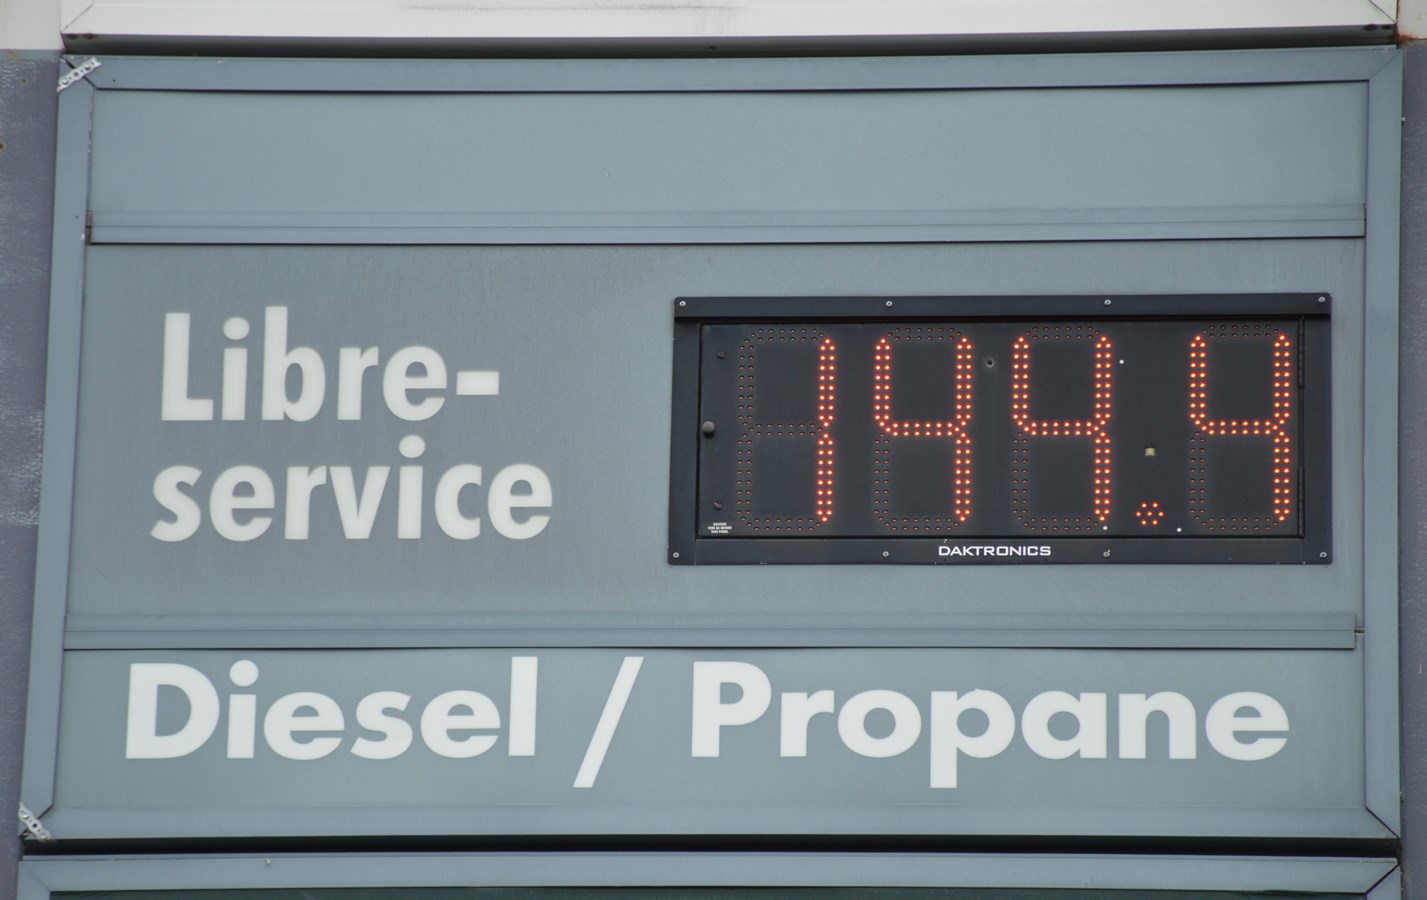 Libre-
service
144.4
DAKTRONICS
Diesel / Propane